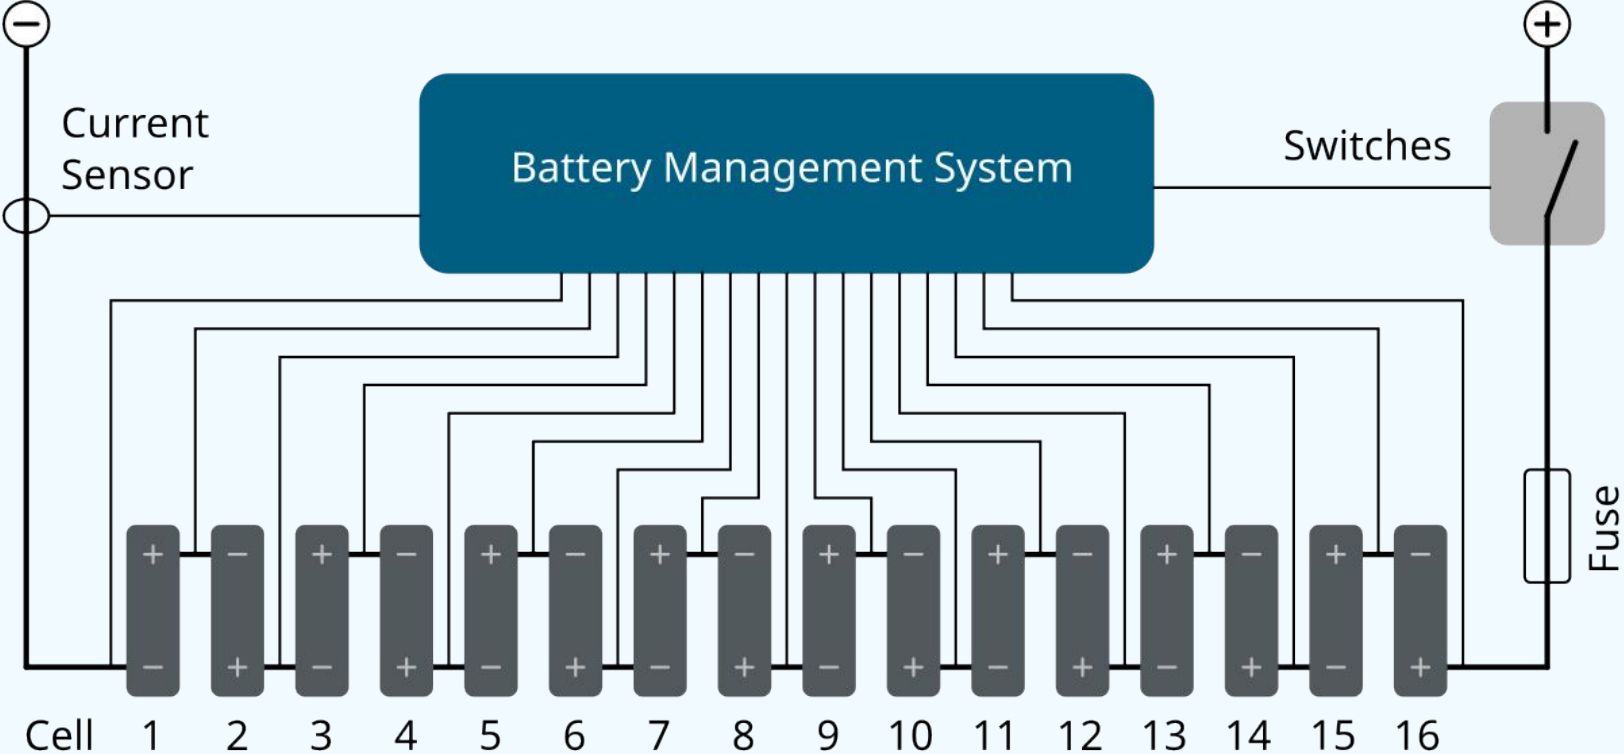 Current
Sensor
Battery Management System
Switches
Fuse
+ − + − + − + − + − + − + − + −
− + − + − + − + − + − + − + − +
Cell 1 2 3 4 5 6 7 8 9 10 11 12 13 14 15 16